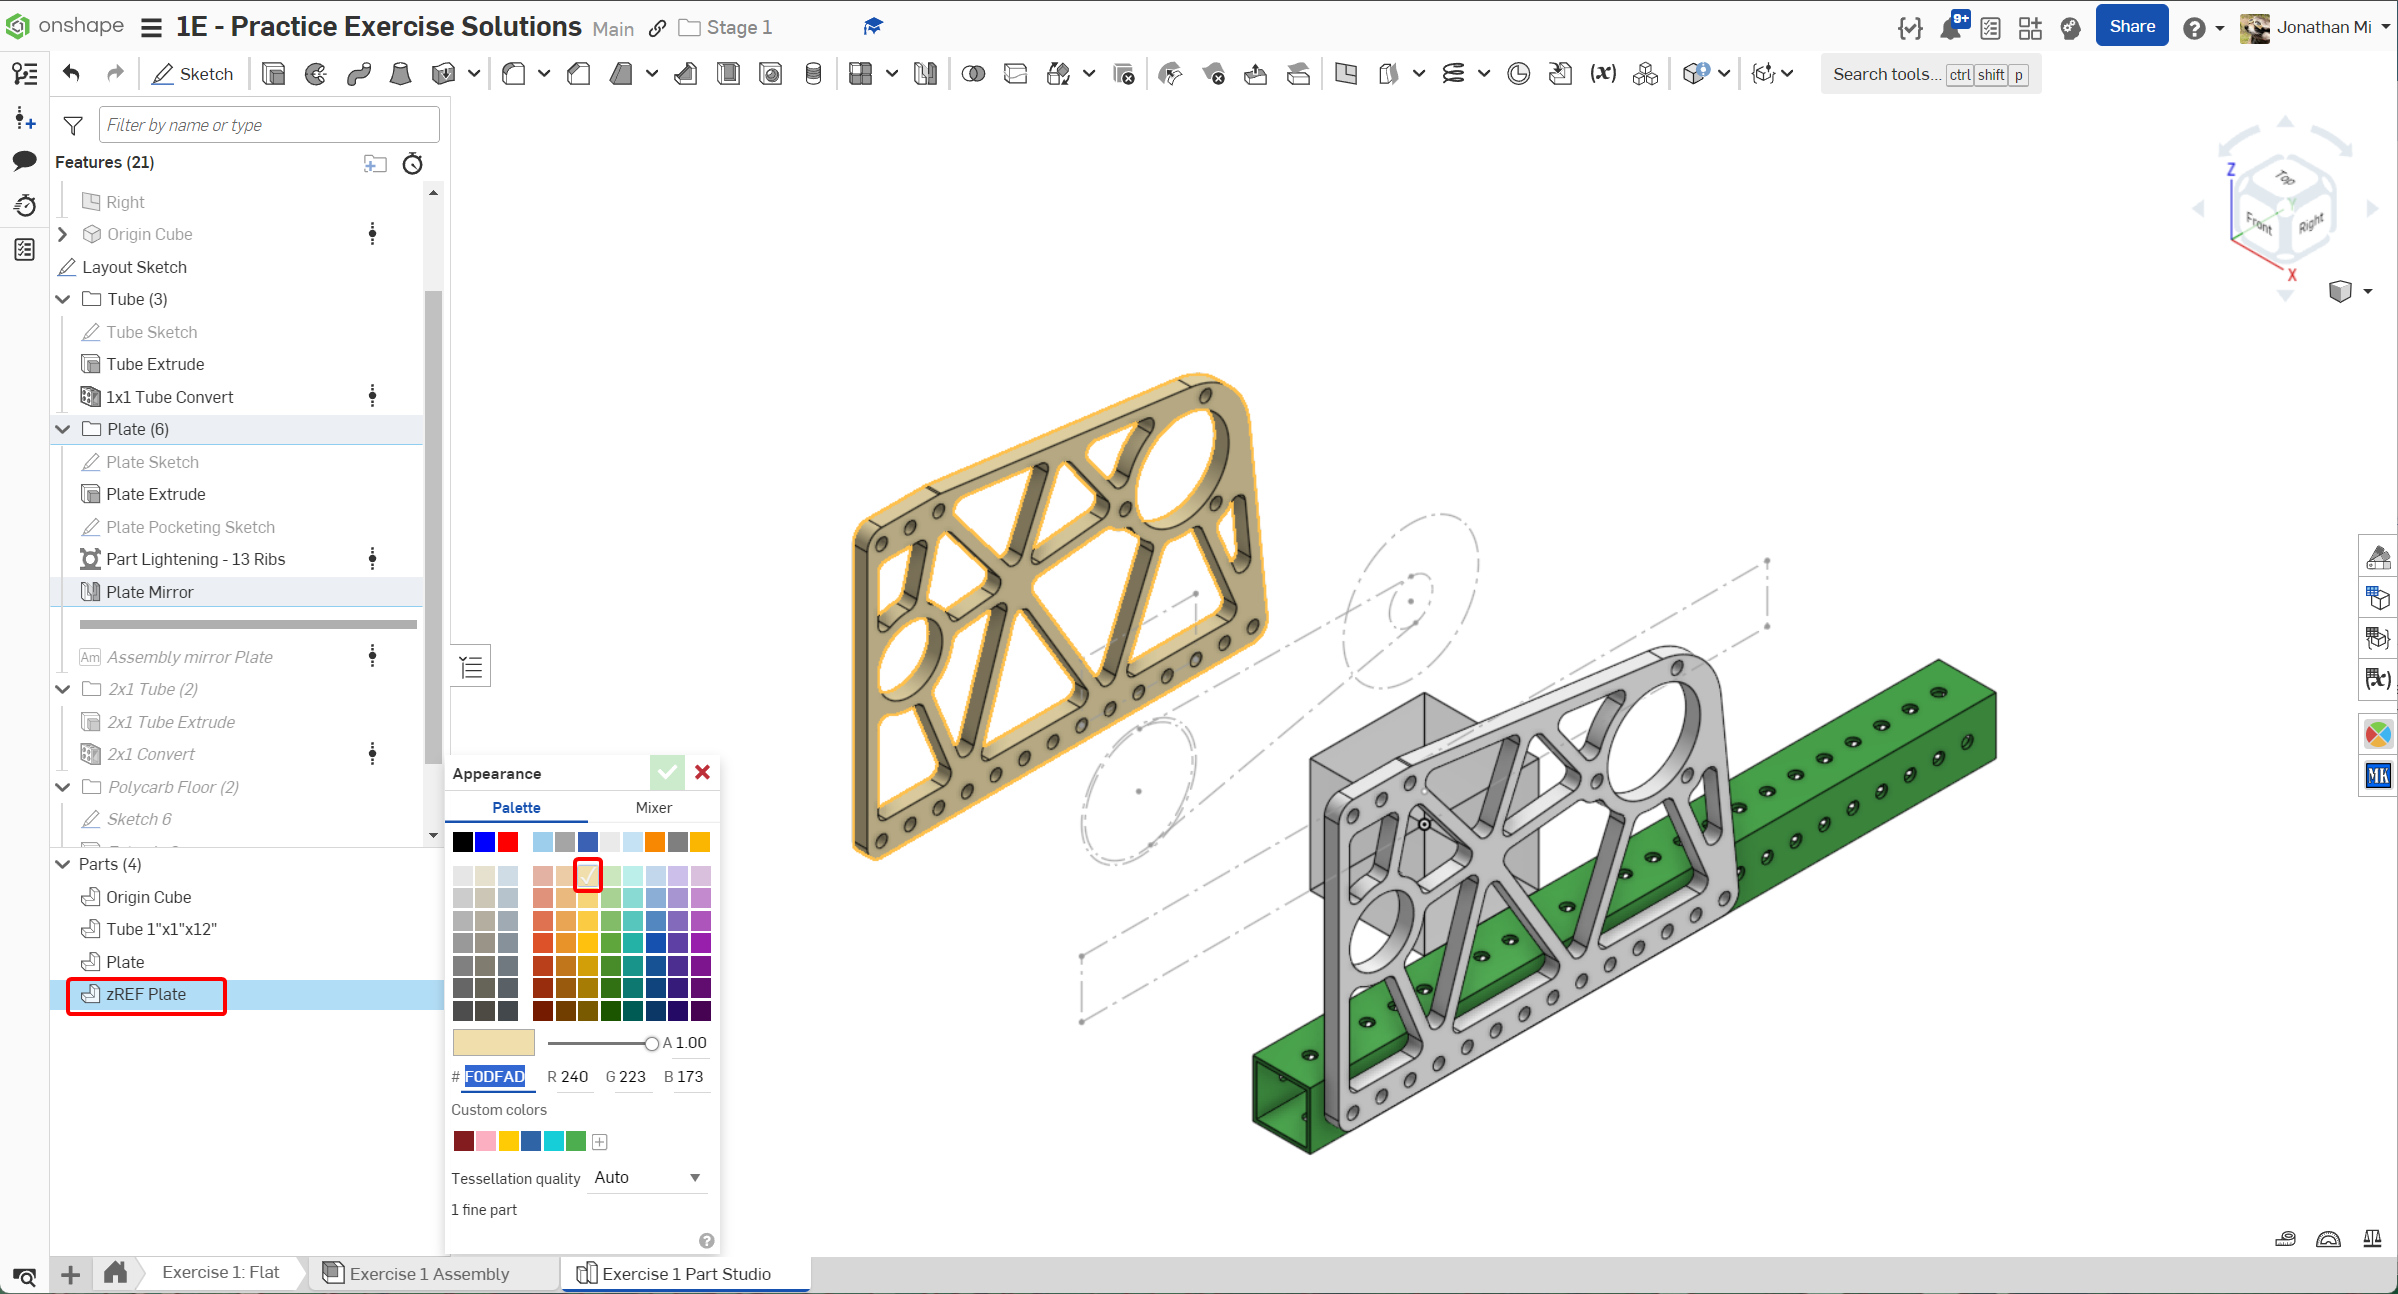 onshape
1E - Practice Exercise Solutions Main Stage 1
9+
Share
Jonathan Mi
Sketch
Search tools... ctrl shift p
Filter by name or type
Features (21)
Right
Origin Cube
Layout Sketch
Tube (3)
Tube Sketch
Tube Extrude
1x1 Tube Convert
Plate (6)
Plate Sketch
Plate Extrude
Plate Pocketing Sketch
Part Lightening - 13 Ribs
Plate Mirror
Am Assembly mirror Plate
2x1 Tube (2)
2x1 Tube Extrude
2x1 Convert
Polycarb Floor (2)
Sketch 6
Parts (4)
Origin Cube
Tube 1"x1"x12"
Plate
zREF Plate
Appearance
Palette Mixer
A 1.00
# F0DFAD R 240 G 223 B 173
Custom colors
Tessellation quality Auto
1 fine part
Z
Top
Front
Right
Y
X
(x)
(x)
MK
Exercise 1: Flat
Exercise 1 Assembly
Exercise 1 Part Studio